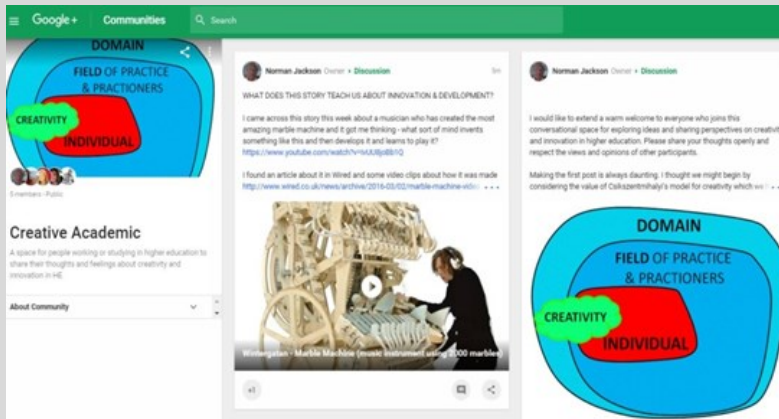 Google+ Communities Search
DOMAIN
FIELD OF PRACTICE
& PRACTITIONERS
CREATIVITY
INDIVIDUAL
5 members - Public
Creative Academic
A space for people working or studying in higher education to
share their thoughts and feelings about creativity and
innovation in HE.
About Community
Norman Jackson Owner Discussion
5m
WHAT DOES THIS STORY TEACH US ABOUT INNOVATION & DEVELOPMENT?
I came across this story this week about a musician who has created the most
amazing marble machine and it got me thinking - what sort of mind invents
something like this and then develops it and learns to play it?
https://www.youtube.com/watch?v=
I found an article about it in Wired and some video clips about how it was made
http://www.wired.co.uk/news/archive/2016-03/02/marble-machine-video
Wintergatan - Marble Machine (music instrument using 2000 marbles)
+1
Norman Jackson Owner Discussion
I would like to extend a warm welcome to everyone who joins this
conversational space for exploring ideas and sharing perspectives on creativ
and innovation in higher education. Please share your thoughts openly and
respect the views and opinions of other participants.
Making the first post is always daunting. I thought we might begin by
considering the value of Csikszentmihalyi's model for creativity which we
DOMAIN
FIELD OF PRACTICE
& PRACTIONERS
CREATIVITY
INDIVIDUAL